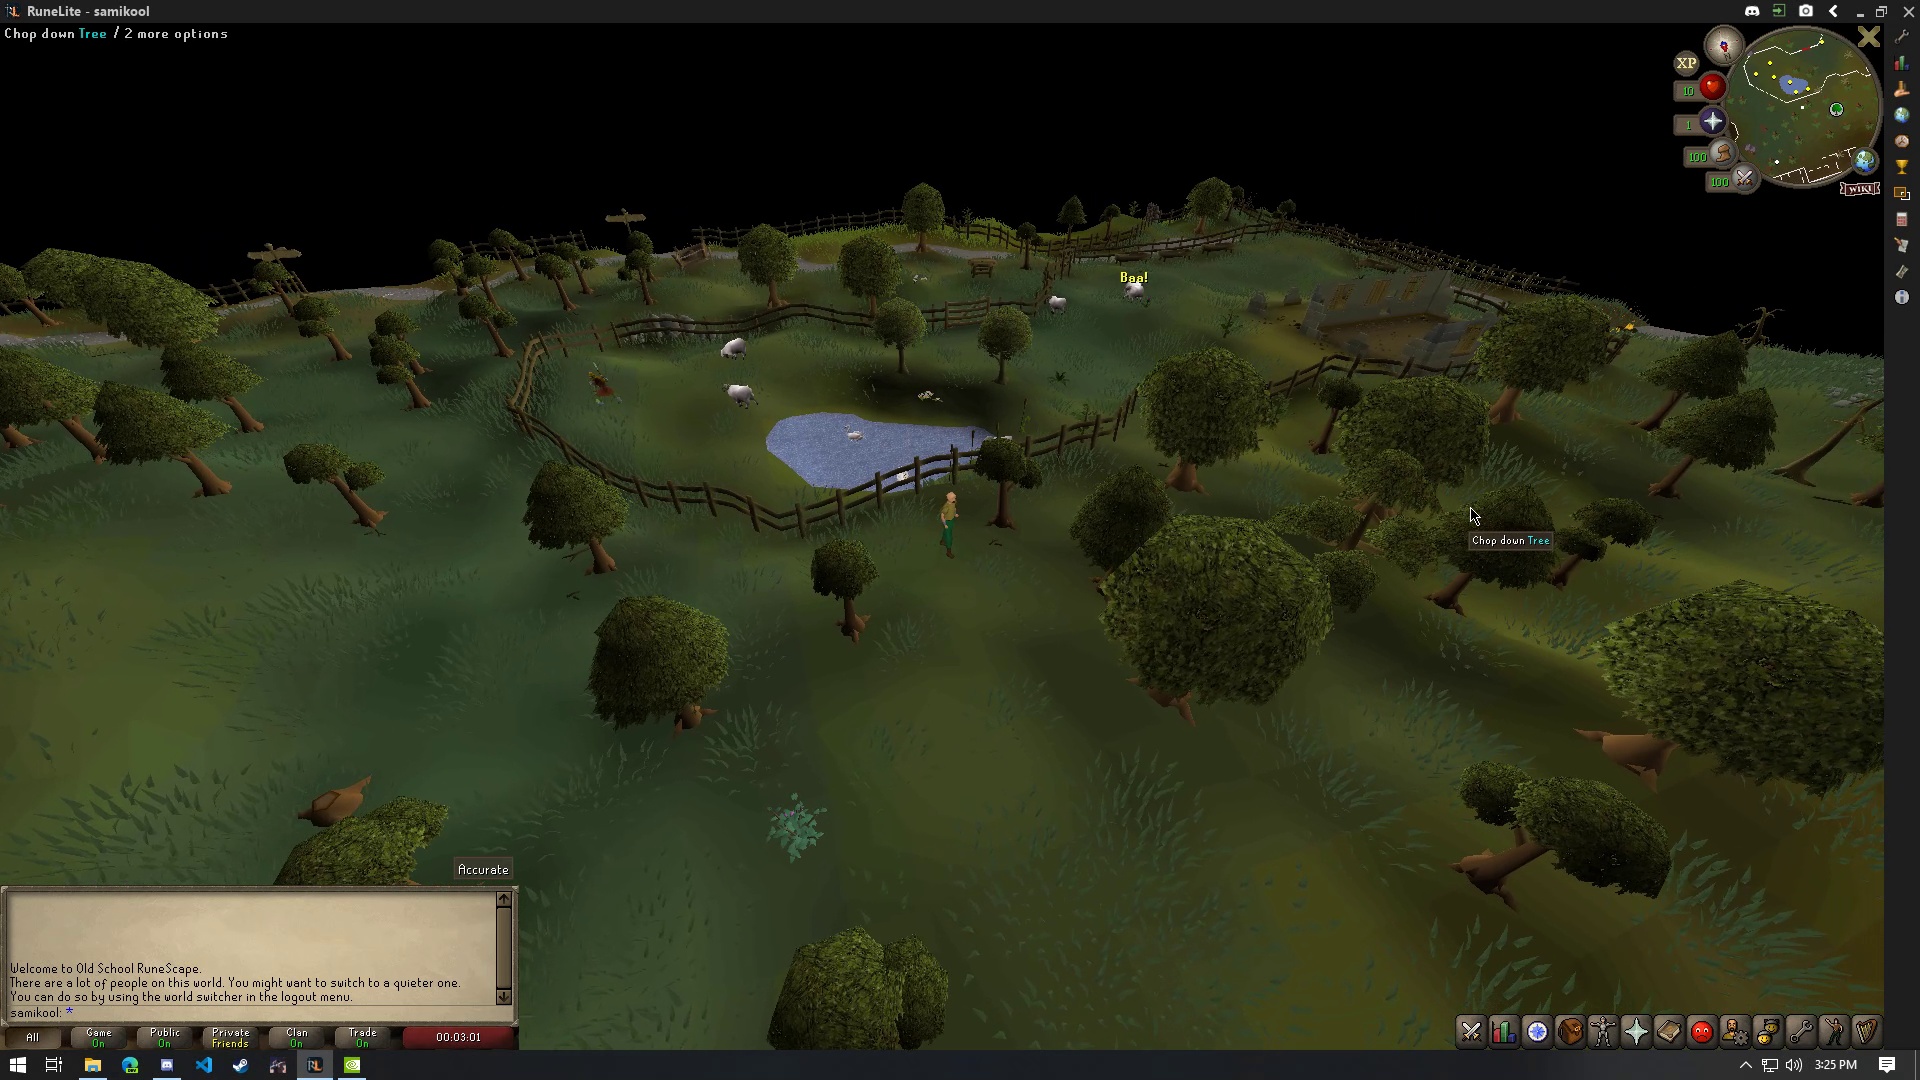 RuneLite - samikool
Chop down Tree / 2 more options
XP
10
1
100
100
WIKI
Baa!
Chop down Tree
Accurate
Welcome to Old School RuneScape.
There are a lot of people on this world. You might want to switch to a quieter one.
You can do so by using the world switcher in the logout menu.
samikool: *
All
Game On
Public On
Private Friends
Clan On
Trade On
00:03:01
3:25 PM